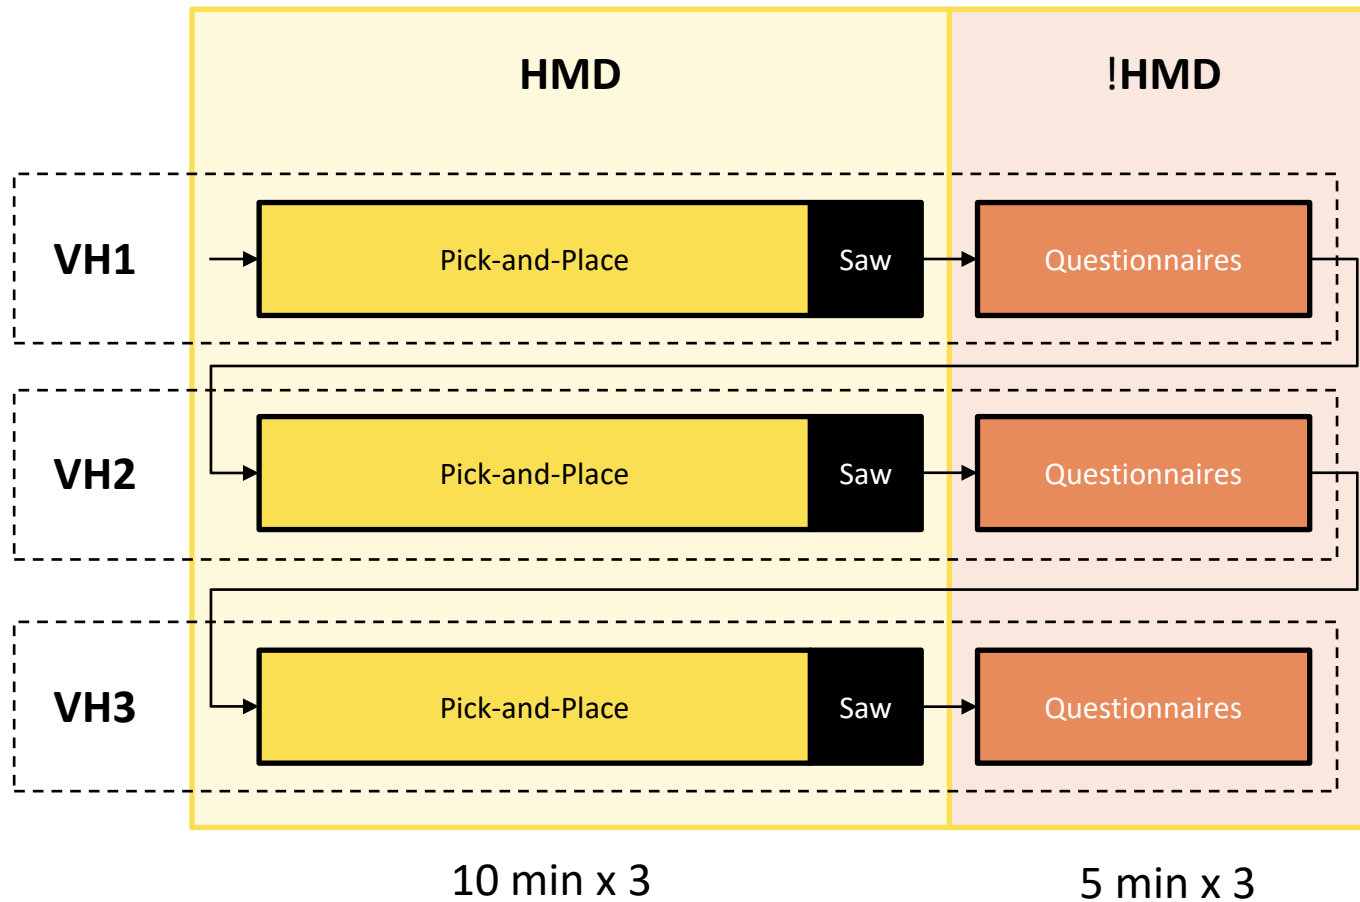 HMD
!HMD
VH1
Pick-and-Place
Saw
Questionnaires
VH2
Pick-and-Place
Saw
Questionnaires
VH3
Pick-and-Place
Saw
Questionnaires
10 min x 3
5 min x 3